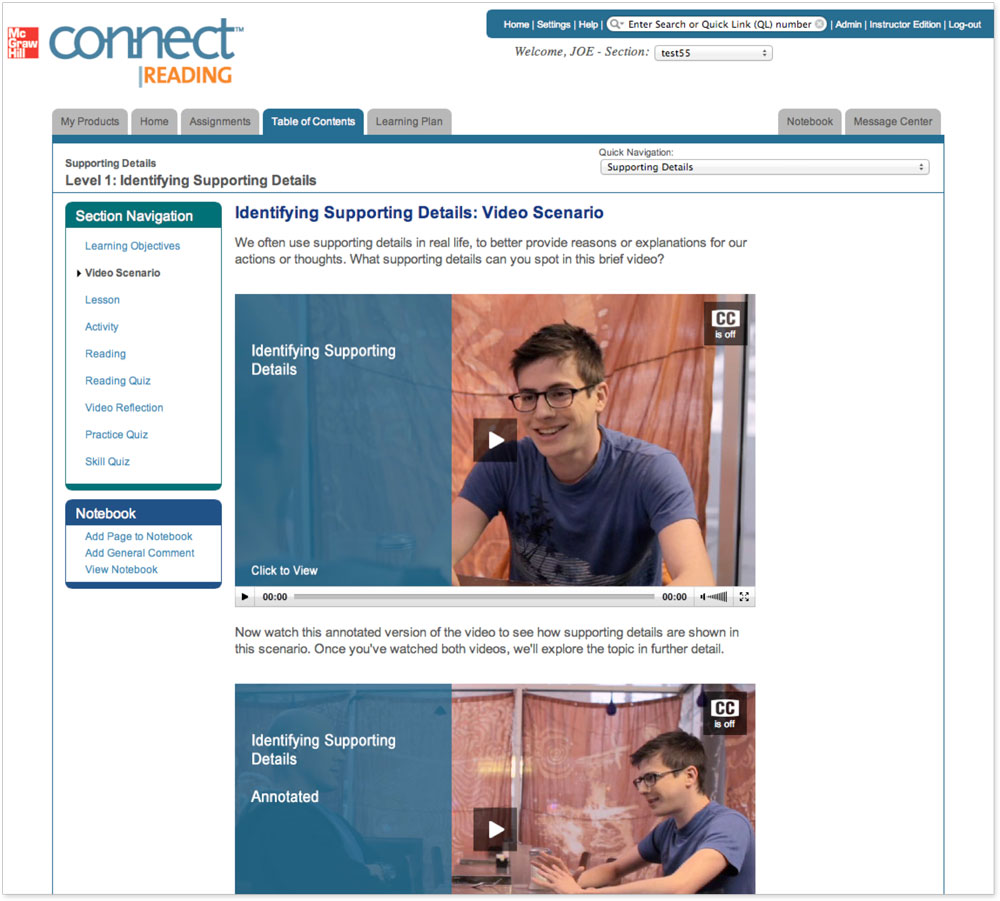 Mc
Graw
Hill
connect™
|READING
Home | Settings | Help | Enter Search or Quick Link (QL) number | Admin | Instructor Edition | Log-out
Welcome, JOE - Section: test55
My Products
Home
Assignments
Table of Contents
Learning Plan
Notebook
Message Center
Supporting Details
Level 1: Identifying Supporting Details
Quick Navigation:
Supporting Details
Section Navigation
Learning Objectives
Video Scenario
Lesson
Activity
Reading
Reading Quiz
Video Reflection
Practice Quiz
Skill Quiz
Notebook
Add Page to Notebook
Add General Comment
View Notebook
Identifying Supporting Details: Video Scenario
We often use supporting details in real life, to better provide reasons or explanations for our
actions or thoughts. What supporting details can you spot in this brief video?
Identifying Supporting
Details
CC
is off
Click to View
00:00
00:00
Now watch this annotated version of the video to see how supporting details are shown in
this scenario. Once you've watched both videos, we'll explore the topic in further detail.
Identifying Supporting
Details
Annotated
CC
is off